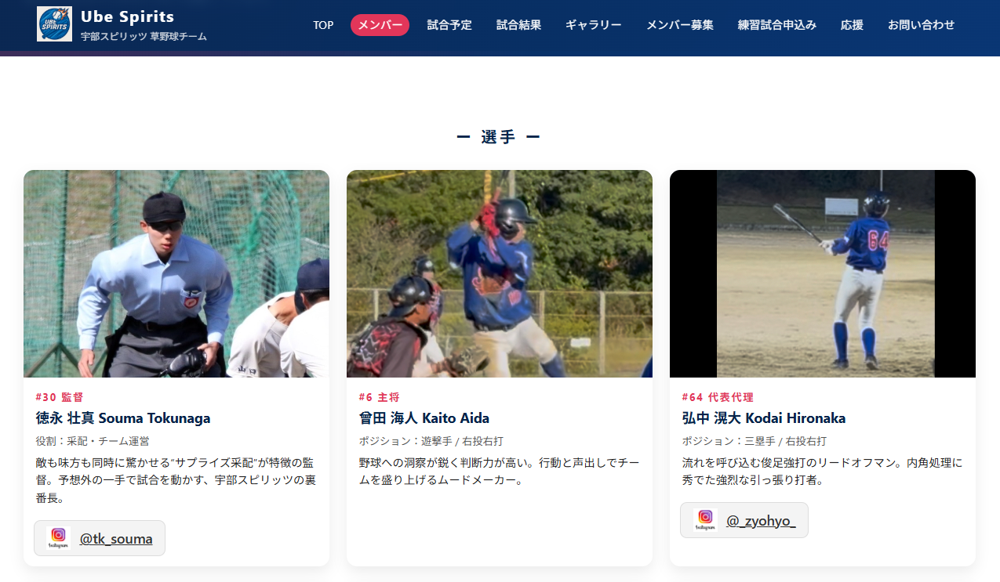 UBE
SPIRITS
Ube Spirits
宇部スピリッツ 草野球チーム
TOP
メンバー
試合予定
試合結果
ギャラリー
メンバー募集
練習試合申込み
応援
お問い合わせ
ー 選手 ー
山口
64
#30 監督
徳永 壮真 Souma Tokunaga
役割：采配・チーム運営
敵も味方も同時に驚かせる“サプライズ采配”が特徴の監
督。予想外の一手で試合を動かす、宇部スピリッツの裏
番長。
Instagram
@tk_souma
#6 主将
曾田 海人 Kaito Aida
ポジション：遊撃手 / 右投右打
野球への洞察が鋭く判断力が高い。行動と声出しでチー
ムを盛り上げるムードメーカー。
#64 代表代理
弘中 滉大 Kodai Hironaka
ポジション：三塁手 / 右投右打
流れを呼び込む俊足強打のリードオフマン。内角処理に
秀でた強烈な引っ張り打者。
Instagram
@_zyohyo_